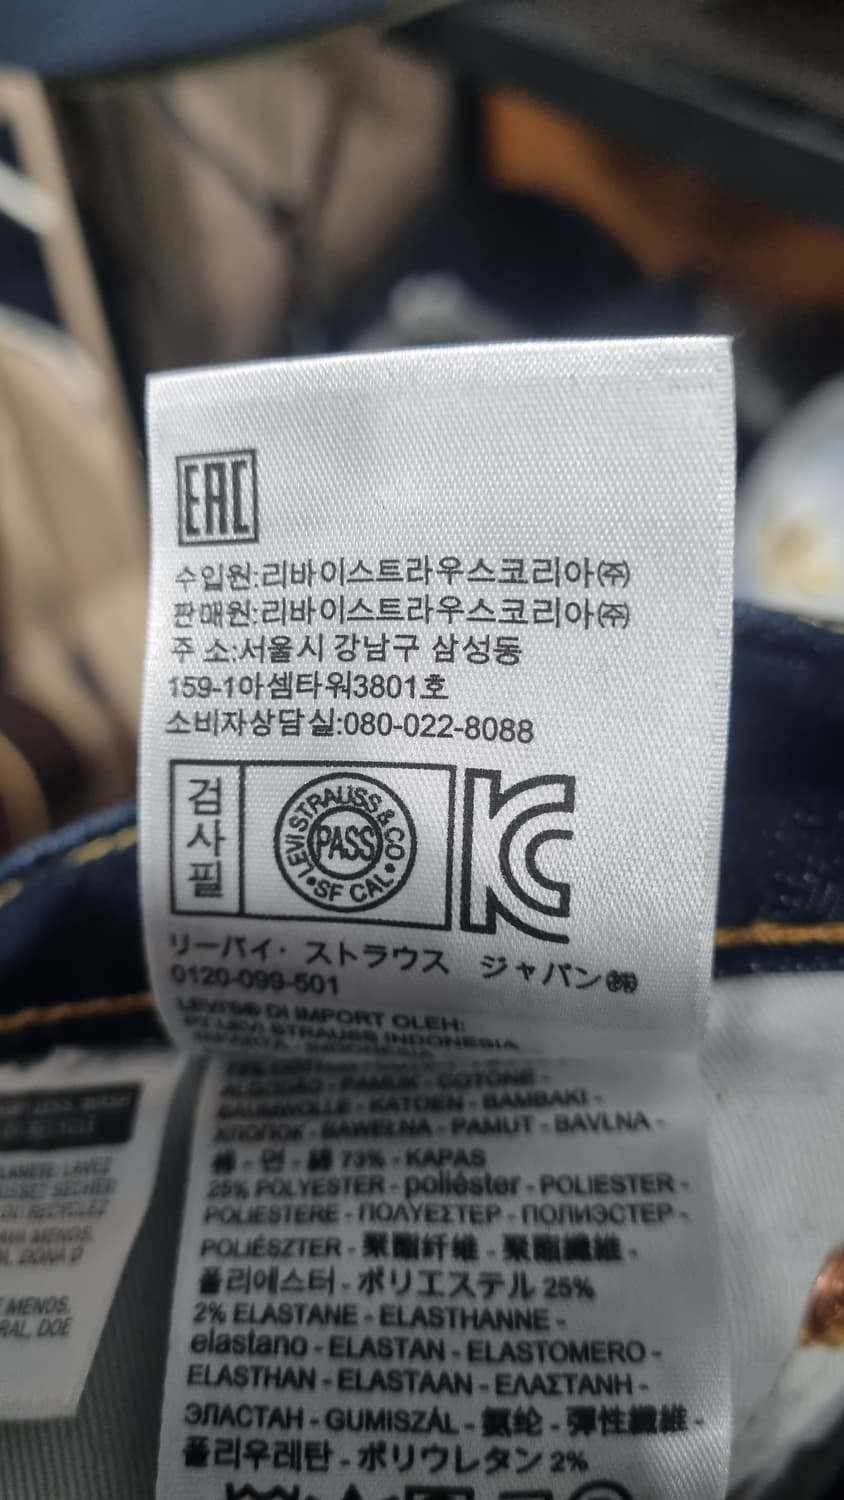 EAC
수입원:리바이스트라우스코리아㈜
판매원:리바이스트라우스코리아㈜
주 소:서울시 강남구 삼성동
159-1아셈타워3801호
소비자상담실:080-022-8088
검사필
LEVI STRAUSS & CO
PASS
SF CAL
KC
リーバイ・ストラウス ジャパン㈱
0120-099-501
LEVI'S® DI IMPORT OLEH:
PT LEVI STRAUSS INDONESIA
ALGODÃO - PAMUK - COTONE -
BAUMWOLLE - KATOEN - BAMBAKI -
ХЛОПОК - BAWEŁNA - PAMUT - BAVLNA -
棉 - 면 - 綿 73% - KAPAS
25% POLYESTER - poliéster - POLIESTER -
POLIESTERE - ΠΟΛΥΕΣΤΕΡ - ПОЛИЭСТЕР -
POLIÉSZTER - 聚酯纤维 - 聚酯纖維 -
폴리에스터 - ポリエステル 25%
2% ELASTANE - ELASTHANNE -
elastano - ELASTAN - ELASTOMERO -
ELASTHAN - ELASTAAN - ΕΛΑΣΤΑΝΗ -
ЭЛАСТАН - GUMISZÁL - 氨纶 - 彈性纖維 -
폴리우레탄 - ポリウレタン 2%
MENOS.